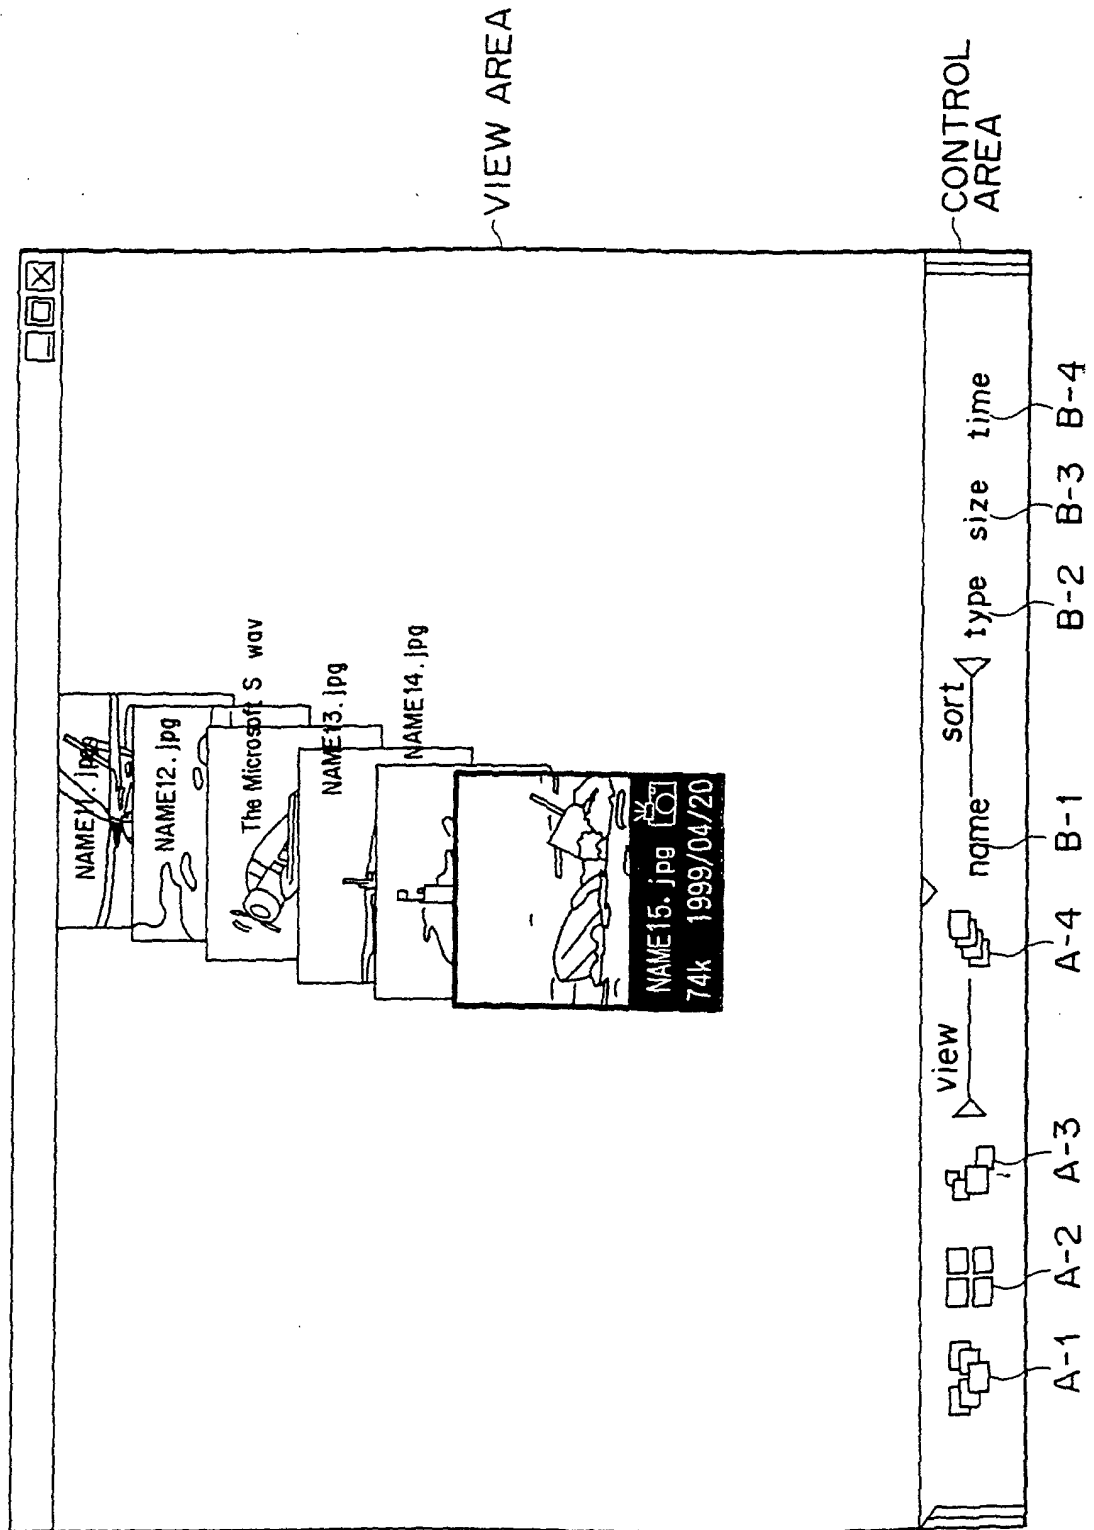 NAME11.jpg
NAME12.jpg
The Microsoft S wav
NAME13.jpg
NAME14.jpg
NAME15.jpg
74k 1999/04/20
VIEW AREA
view
sort
name
type
size
time
CONTROL
AREA
A-1
A-2
A-3
A-4
B-1
B-2
B-3
B-4